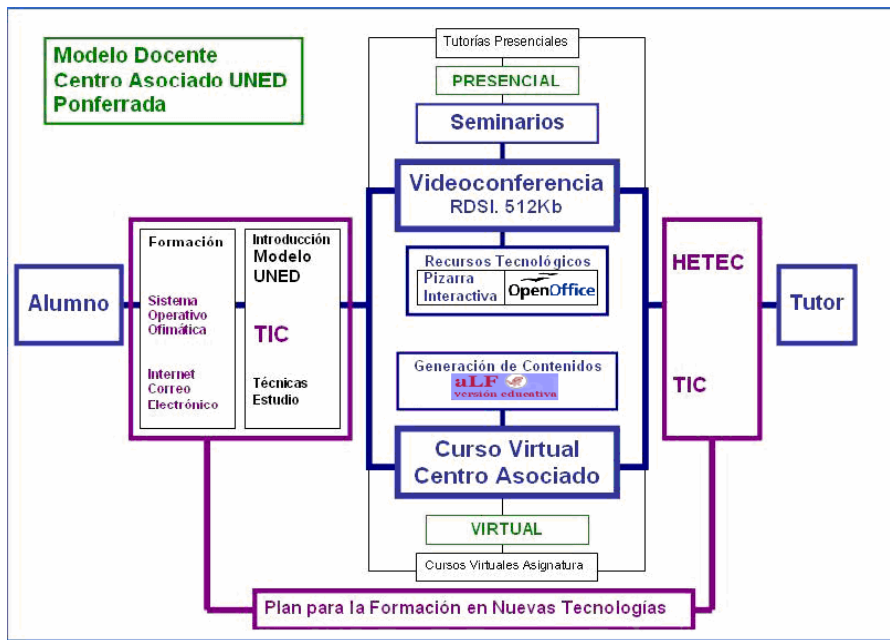 Modelo Docente
Centro Asociado UNED
Ponferrada
Tutorías Presenciales
PRESENCIAL
Seminarios
Videoconferencia
RDSI. 512Kb
Recursos Tecnológicos
Pizarra
Interactiva
OpenOffice
Alumno
Formación
Sistema
Operativo
Ofimática
Internet
Correo
Electrónico
Introducción
Modelo
UNED
TIC
Técnicas
Estudio
Generación de Contenidos
aLF
versión educativa
Curso Virtual
Centro Asociado
VIRTUAL
Cursos Virtuales Asignatura
HETEC
TIC
Tutor
Plan para la Formación en Nuevas Tecnologías